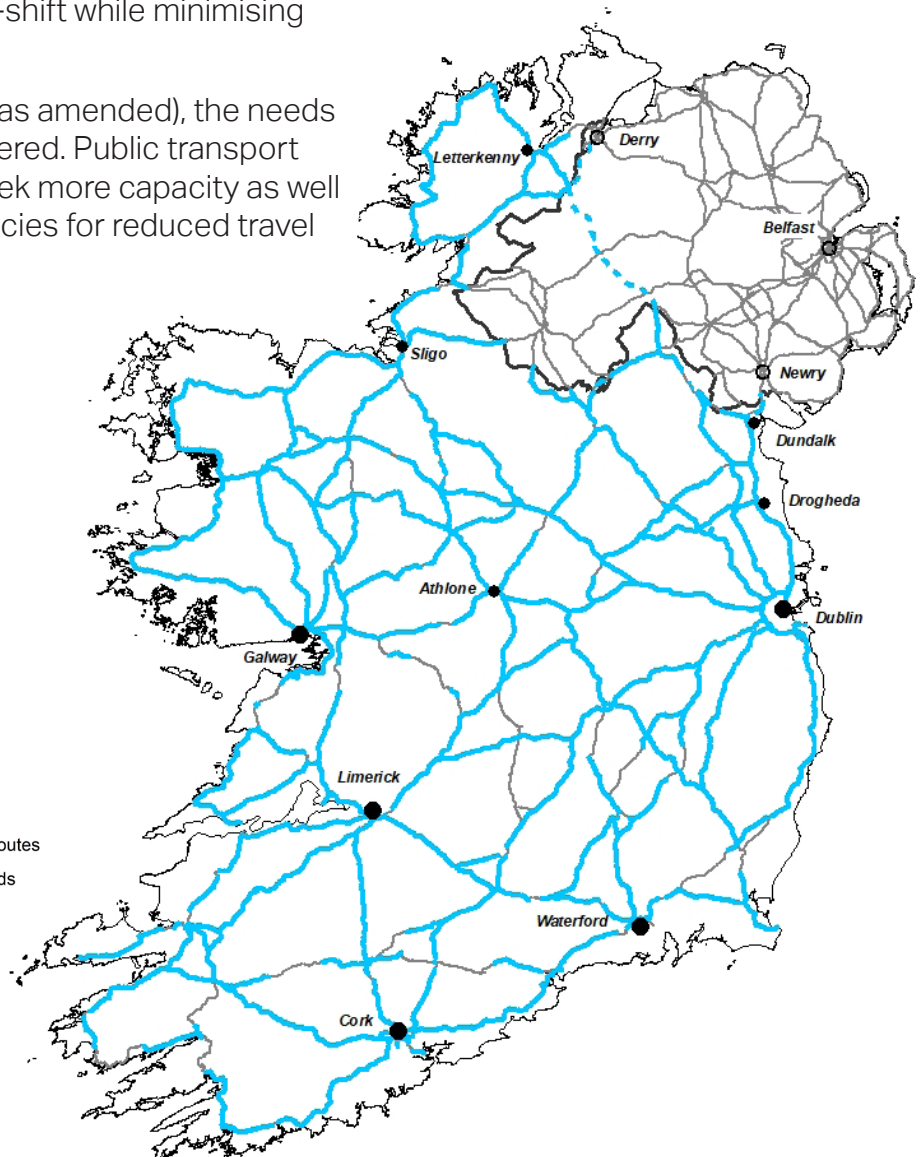 -shift while minimising
as amended), the needs
ered. Public transport
ek more capacity as well
cies for reduced travel
Derry
Letterkenny
Belfast
Sligo
Newry
Dundalk
Drogheda
Athlone
Dublin
Galway
Limerick
outes
ds
Waterford
Cork